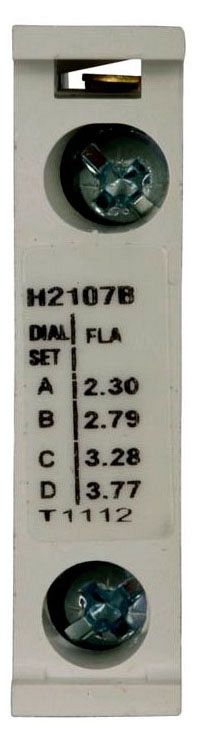 H2107B
DIAL FLA
SET
A 2.30
B 2.79
C 3.28
D 3.77
T1112